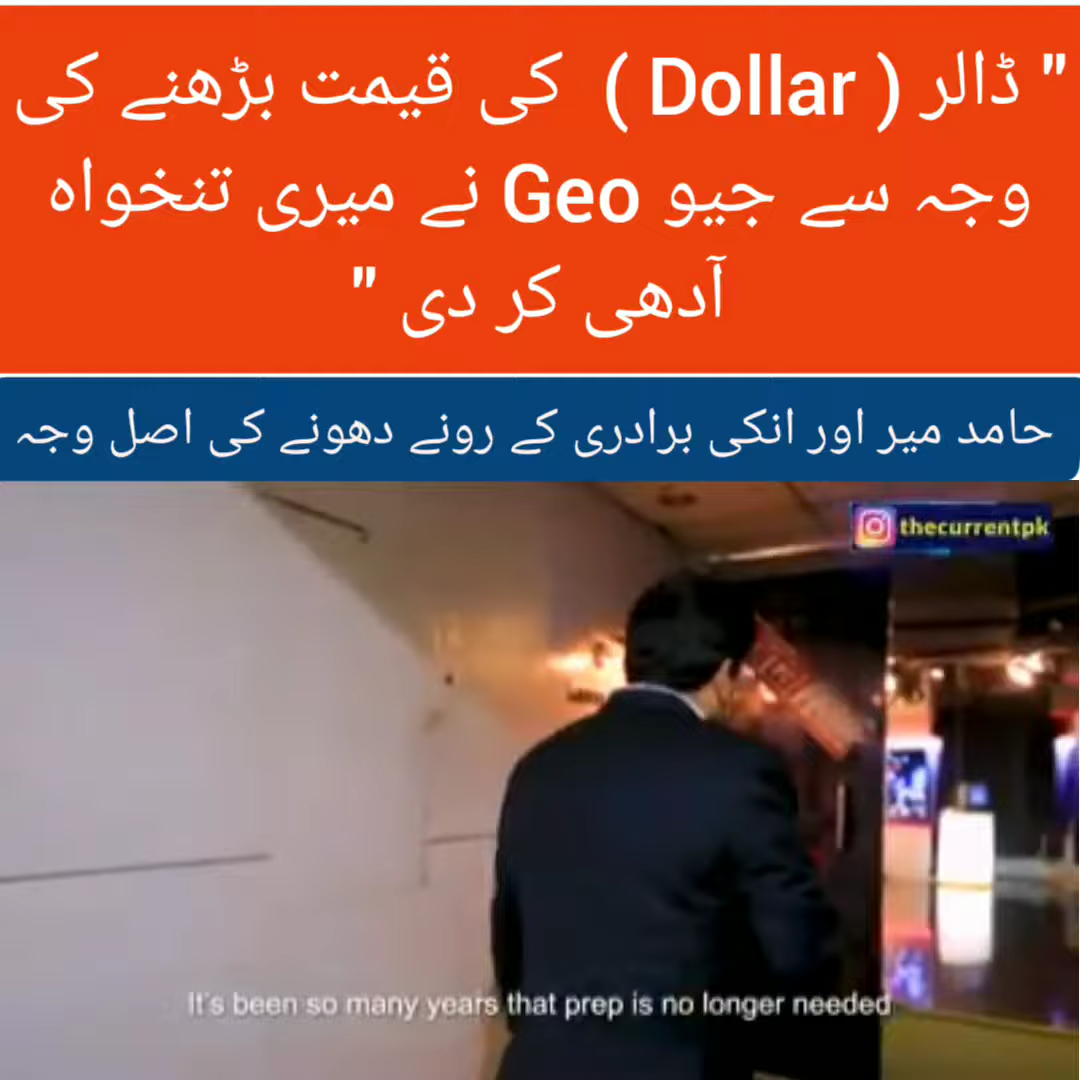 " ڈالر ( Dollar ) کی قیمت بڑھنے کی
وجہ سے جیو Geo نے میری تنخواہ
آدھی کر دی "
حامد میر اور انکی برادری کے رونے دھونے کی اصل وجہ
thecurrentpk
It's been so many years that prep is no longer needed